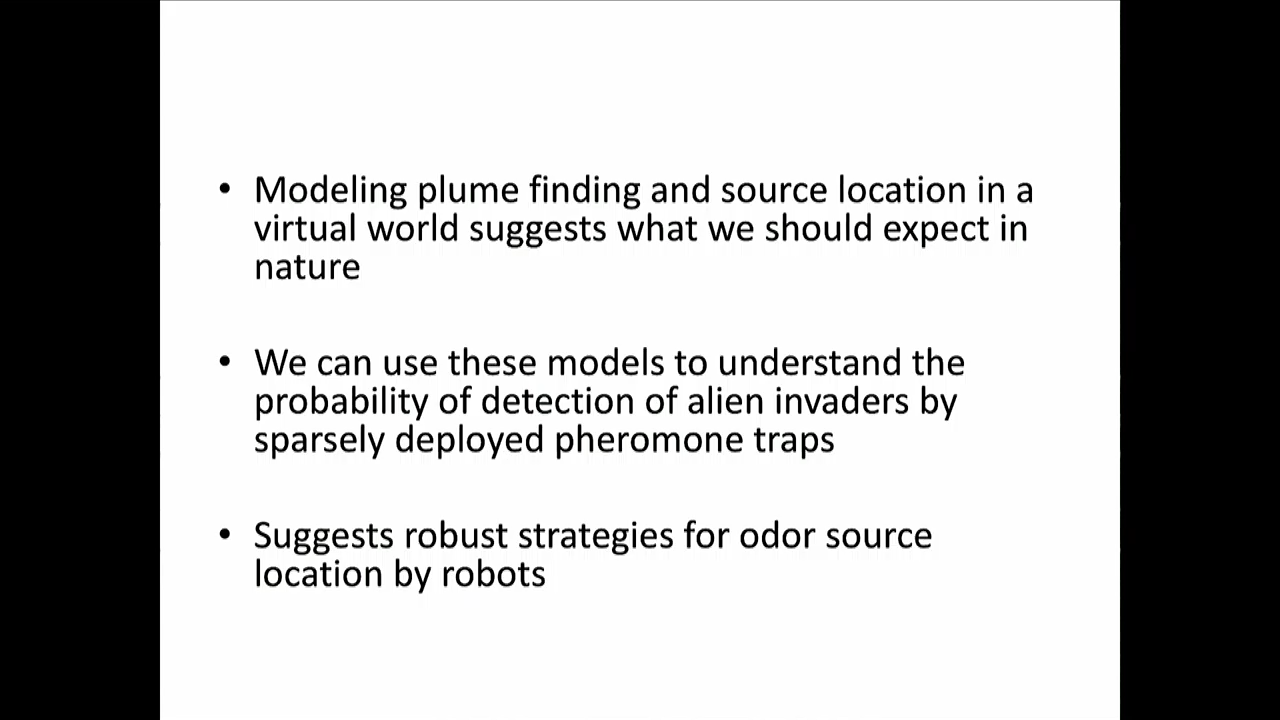 • Modeling plume finding and source location in a
virtual world suggests what we should expect in
nature
• We can use these models to understand the
probability of detection of alien invaders by
sparsely deployed pheromone traps
• Suggests robust strategies for odor source
location by robots